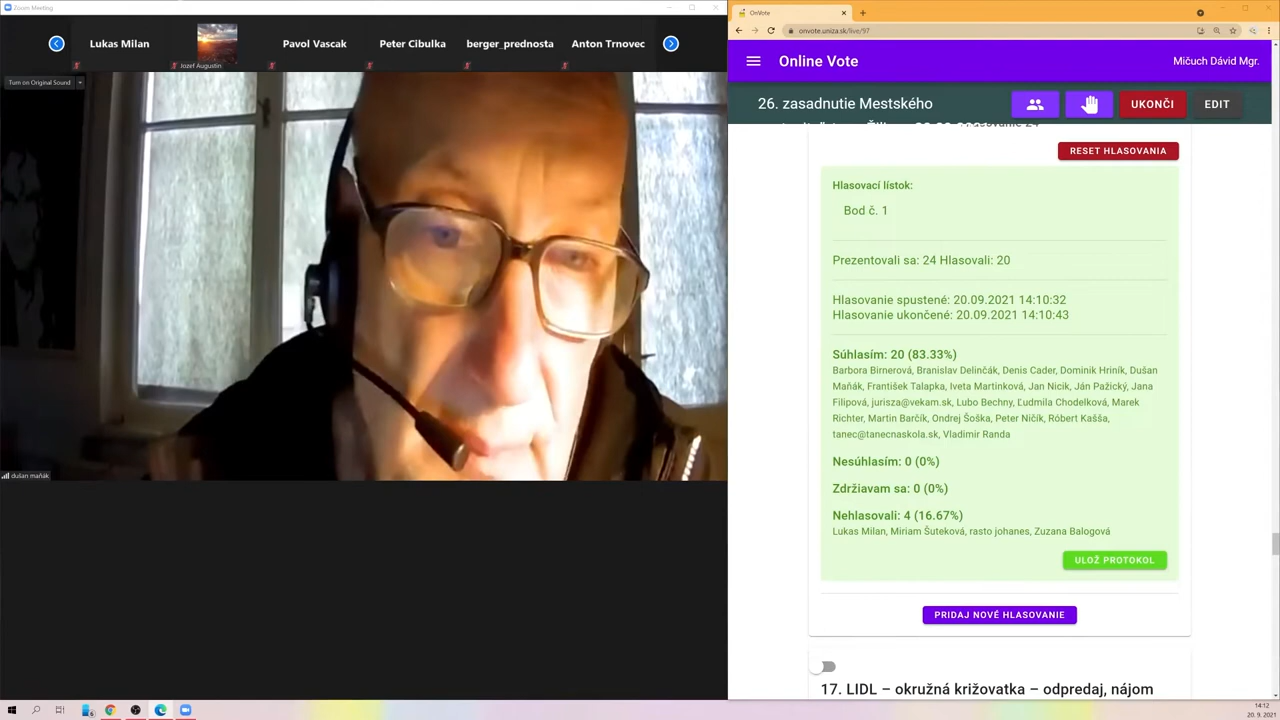 Zoom Meeting
Lukas Milan
Jozef Augustin
Pavol Vascak
Peter Cibulka
berger_prednosta
Anton Trnovec
Turn on Original Sound
dušan maňák
OnVote
onvote.uniza.sk/live/97
Online Vote
Mičuch Dávid Mgr.
26. zasadnutie Mestského
UKONČI
EDIT
RESET HLASOVANIA
Hlasovací lístok:
Bod č. 1
Prezentovali sa: 24 Hlasovali: 20
Hlasovanie spustené: 20.09.2021 14:10:32
Hlasovanie ukončené: 20.09.2021 14:10:43
Súhlasím: 20 (83.33%)
Barbora Birnerová, Branislav Delinčák, Denis Cader, Dominik Hriník, Dušan
Maňák, František Talapka, Iveta Martinková, Jan Nicik, Ján Pažický, Jana
Filipová, jurisza@vekam.sk, Lubo Bechny, Ľudmila Chodelková, Marek
Richter, Martin Barčík, Ondrej Šoška, Peter Ničík, Róbert Kašša,
tanec@tanecnaskola.sk, Vladimir Randa
Nesúhlasím: 0 (0%)
Zdržiavam sa: 0 (0%)
Nehlasovali: 4 (16.67%)
Lukas Milan, Miriam Šuteková, rasto johanes, Zuzana Balogová
ULOŽ PROTOKOL
PRIDAJ NOVÉ HLASOVANIE
17. LIDL – okružná križovatka – odpredaj, nájom
14:12
20. 9. 2021